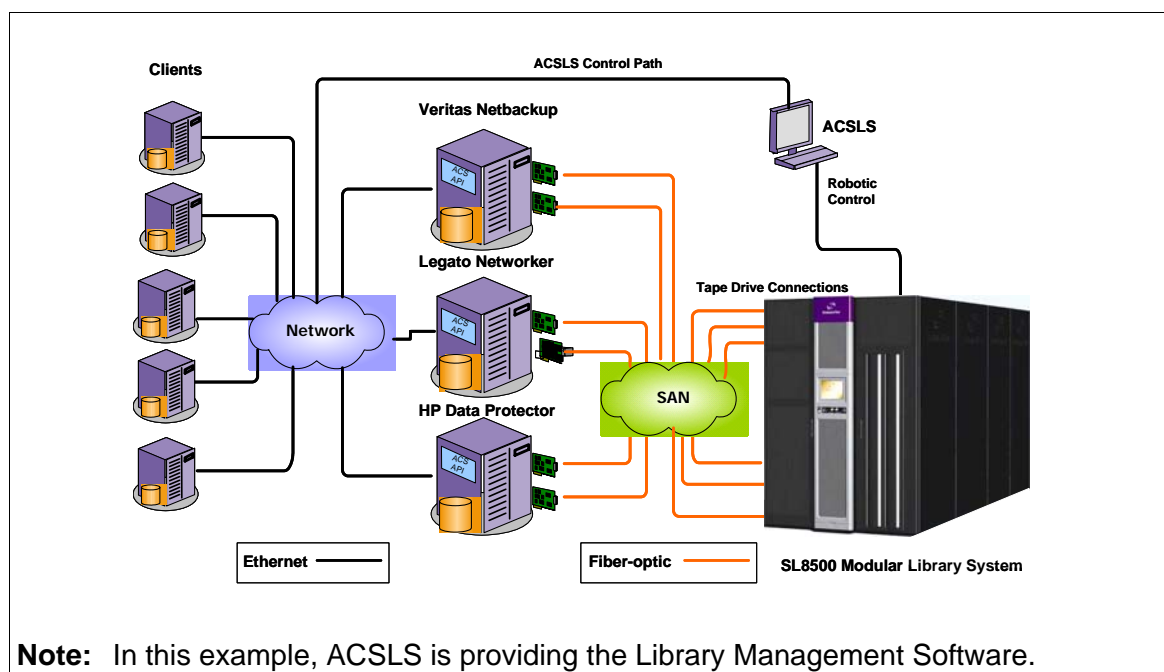 Clients
ACSLS Control Path
Veritas Netbackup
ACSLS
ACS
API
Robotic
Control
Legato Networker
Tape Drive Connections
Network
ACS
API
SAN
HP Data Protector
ACS
API
Ethernet
Fiber-optic
SL8500 Modular Library System
Note: In this example, ACSLS is providing the Library Management Software.